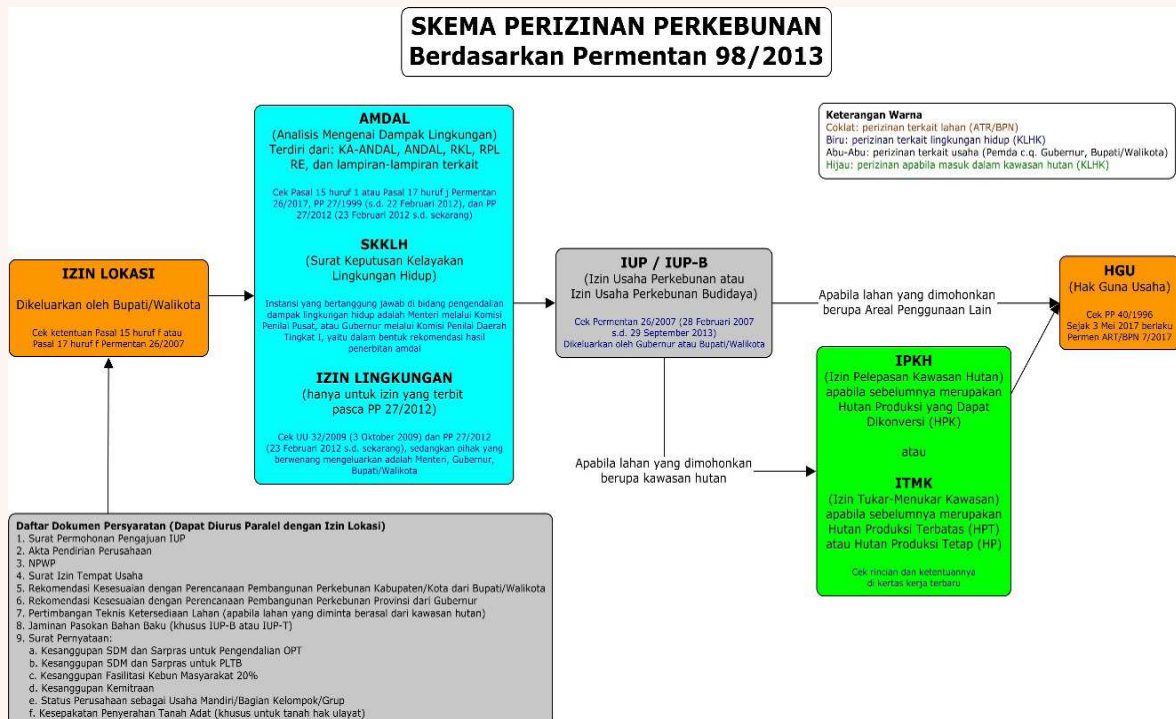 SKEMA PERIZINAN PERKEBUNAN
Berdasarkan Permentan 98/2013
Keterangan Warna
Coklat: perizinan terkait lahan (ATR/BPN)
Biru: perizinan terkait lingkungan hidup (KLHK)
Abu-Abu: perizinan terkait usaha (Pemda c.q. Gubernur, Bupati/Walikota)
Hijau: perizinan apabila masuk dalam kawasan hutan (KLHK)
IZIN LOKASI
Dikeluarkan oleh Bupati/Walikota
Cek ketentuan Pasal 15 huruf f atau
Pasal 17 huruf f Permentan 26/2007
AMDAL
(Analisis Mengenai Dampak Lingkungan)
Terdiri dari: KA-ANDAL, ANDAL, RKL, RPL
RE, dan lampiran-lampiran terkait
Cek Pasal 15 huruf 1 atau Pasal 17 huruf j Permentan
26/2017, PP 27/1999 (s.d. 22 Februari 2012), dan PP
27/2012 (23 Februari 2012 s.d. sekarang)
SKKLH
(Surat Keputusan Kelayakan
Lingkungan Hidup)
Instansi yang bertanggung jawab di bidang pengendalian
dampak lingkungan hidup adalah Menteri melalui Komisi
Penilai Pusat, atau Gubernur melalui Komisi Penilai Daerah
Tingkat I, yaitu dalam bentuk rekomendasi hasil
penerbitan amdal
IZIN LINGKUNGAN
(hanya untuk izin yang terbit
pasca PP 27/2012)
Cek UU 32/2009 (3 Oktober 2009) dan PP 27/2012
(23 Februari 2012 s.d. sekarang), sedangkan pihak yang
berwenang mengeluarkan adalah Menteri, Gubernur,
Bupati/Walikota
IUP / IUP-B
(Izin Usaha Perkebunan atau
Izin Usaha Perkebunan Budidaya)
Cek Permentan 26/2007 (28 Februari 2007
s.d. 29 September 2013)
Dikeluarkan oleh Gubernur atau Bupati/Walikota
Apabila lahan yang dimohonkan
berupa Areal Penggunaan Lain
HGU
(Hak Guna Usaha)
Cek PP 40/1996
Sejak 3 Mei 2017 berlaku
Permen ART/BPN 7/2017
Apabila lahan yang dimohonkan
berupa kawasan hutan
IPKH
(Izin Pelepasan Kawasan Hutan)
apabila sebelumnya merupakan
Hutan Produksi yang Dapat
Dikonversi (HPK)
atau
ITMK
(Izin Tukar-Menukar Kawasan)
apabila sebelumnya merupakan
Hutan Produksi Terbatas (HPT)
atau Hutan Produksi Tetap (HP)
Cek rincian dan ketentuannya
di kertas kerja terbaru
Daftar Dokumen Persyaratan (Dapat Diurus Paralel dengan Izin Lokasi)
1. Surat Permohonan Pengajuan IUP
2. Akta Pendirian Perusahaan
3. NPWP
4. Surat Izin Tempat Usaha
5. Rekomendasi Kesesuaian dengan Perencanaan Pembangunan Perkebunan Kabupaten/Kota dari Bupati/Walikota
6. Rekomendasi Kesesuaian dengan Perencanaan Pembangunan Perkebunan Provinsi dari Gubernur
7. Pertimbangan Teknis Ketersediaan Lahan (apabila lahan yang diminta berasal dari kawasan hutan)
8. Jaminan Pasokan Bahan Baku (khusus IUP-B atau IUP-T)
9. Surat Pernyataan:
a. Kesanggupan SDM dan Sarpras untuk Pengendalian OPT
b. Kesanggupan SDM dan Sarpras untuk PLTB
c. Kesanggupan Fasilitasi Kebun Masyarakat 20%
d. Kesanggupan Kemitraan
e. Status Perusahaan sebagai Usaha Mandiri/Bagian Kelompok/Grup
f. Kesepakatan Penyerahan Tanah Adat (khusus untuk tanah hak ulayat)